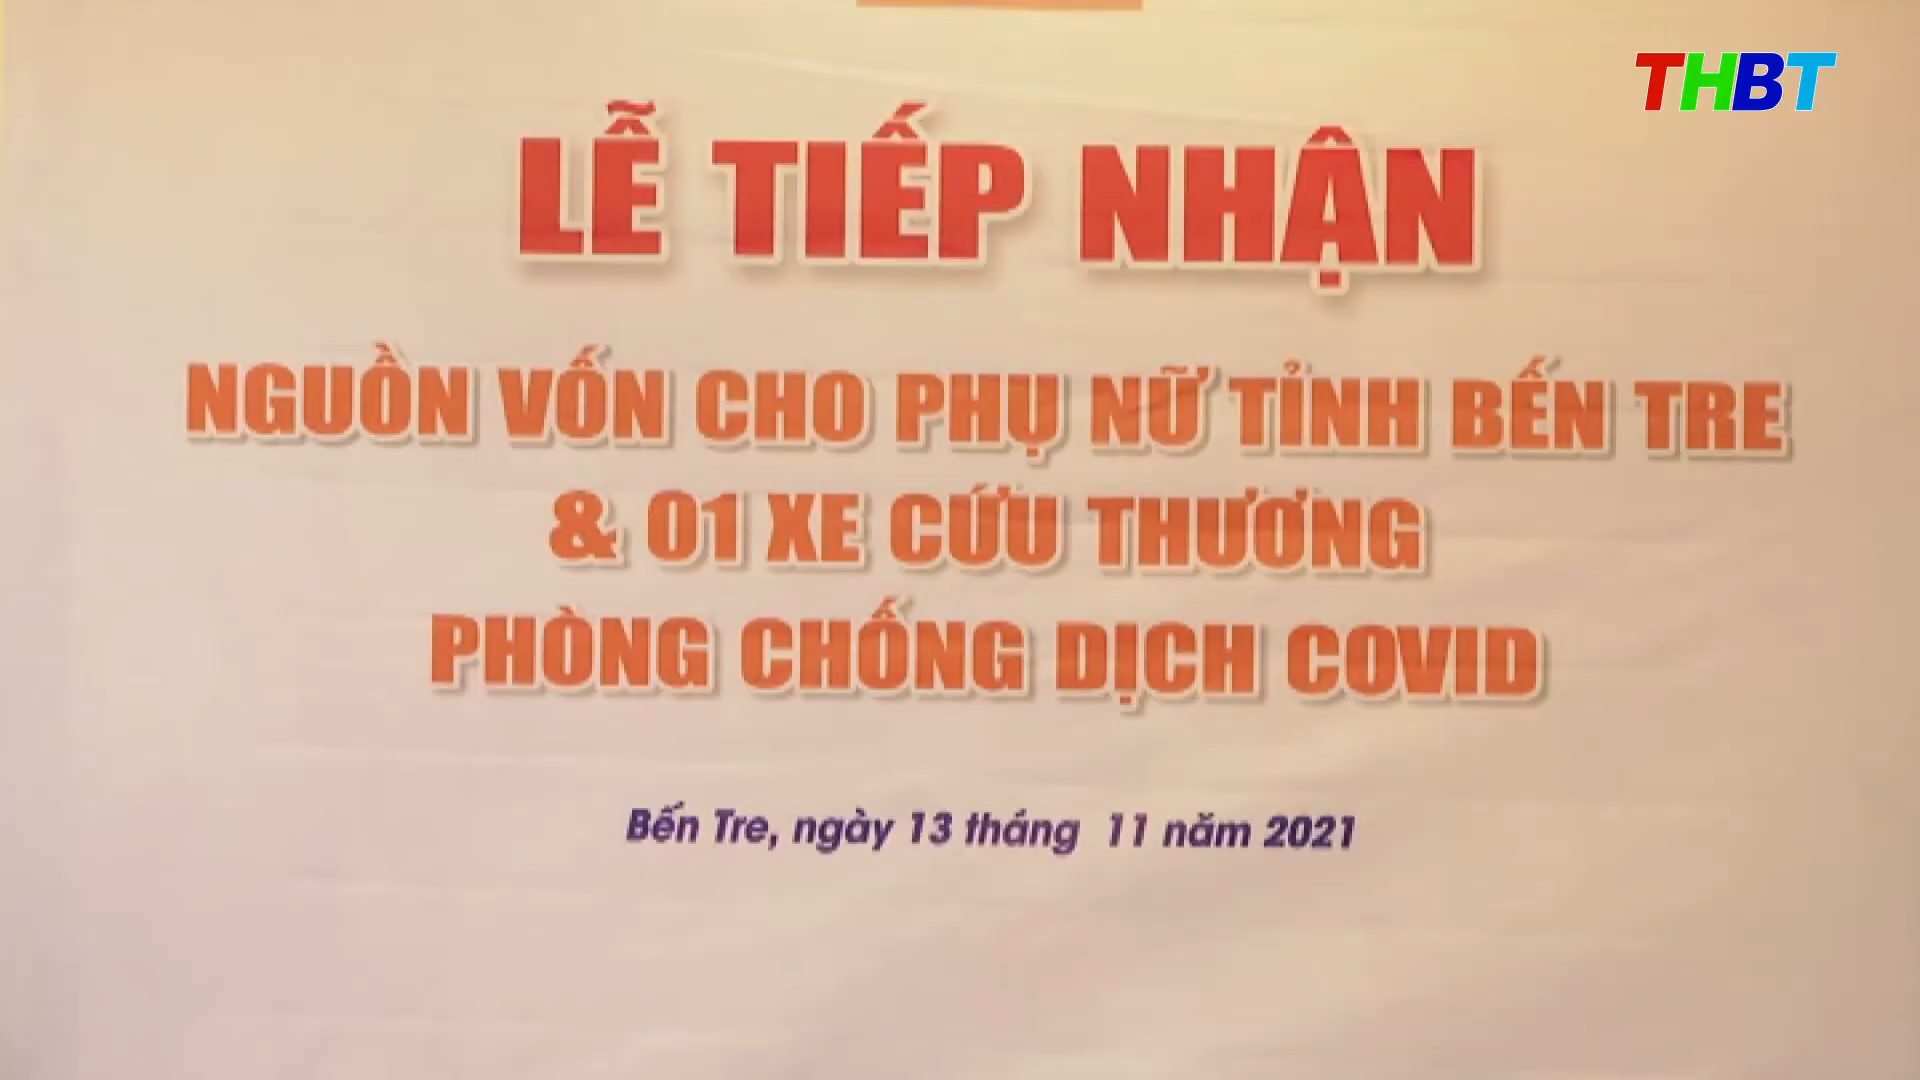 THBT
LỄ TIẾP NHẬN
NGUỒN VỐN CHO PHỤ NỮ TỈNH BẾN TRE
& 01 XE CỨU THƯƠNG
PHÒNG CHỐNG DỊCH COVID
Bến Tre, ngày 13 tháng 11 năm 2021